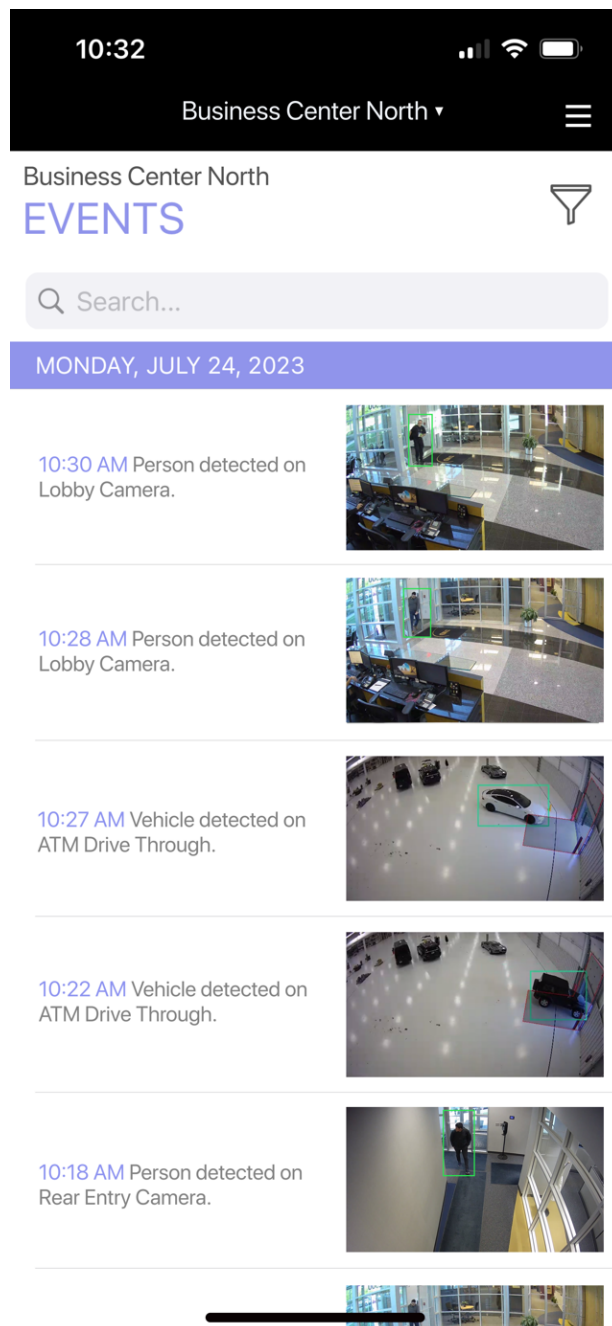 10:32
Business Center North ▾
Business Center North
EVENTS
Search...
MONDAY, JULY 24, 2023
10:30 AM Person detected on
Lobby Camera.
10:28 AM Person detected on
Lobby Camera.
10:27 AM Vehicle detected on
ATM Drive Through.
10:22 AM Vehicle detected on
ATM Drive Through.
10:18 AM Person detected on
Rear Entry Camera.